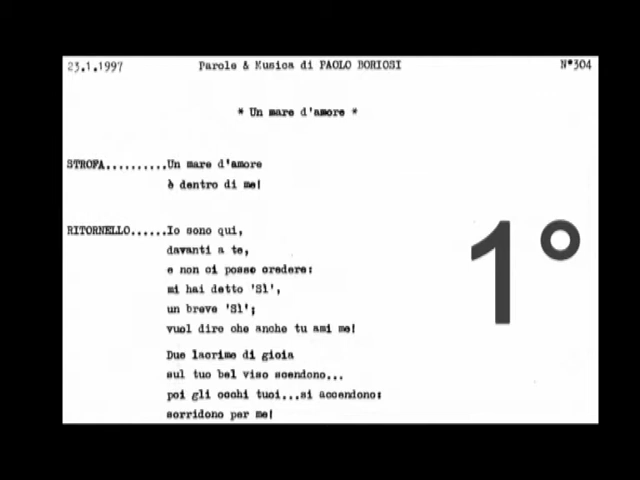 23.1.1997 Parole & Musica di PAOLO BORIOSI N°304
* Un mare d'amore *
STROFA..........Un mare d'amore
è dentro di me!
RITORNELLO......Io sono qui,
davanti a te,
e non ci posso credere:
mi hai detto 'Sì',
un breve 'Sì';
vuol dire che anche tu ami me!
Due lacrime di gioia
sul tuo bel viso scendono...
poi gli occhi tuoi...si accendono:
sorridono per me!
1°